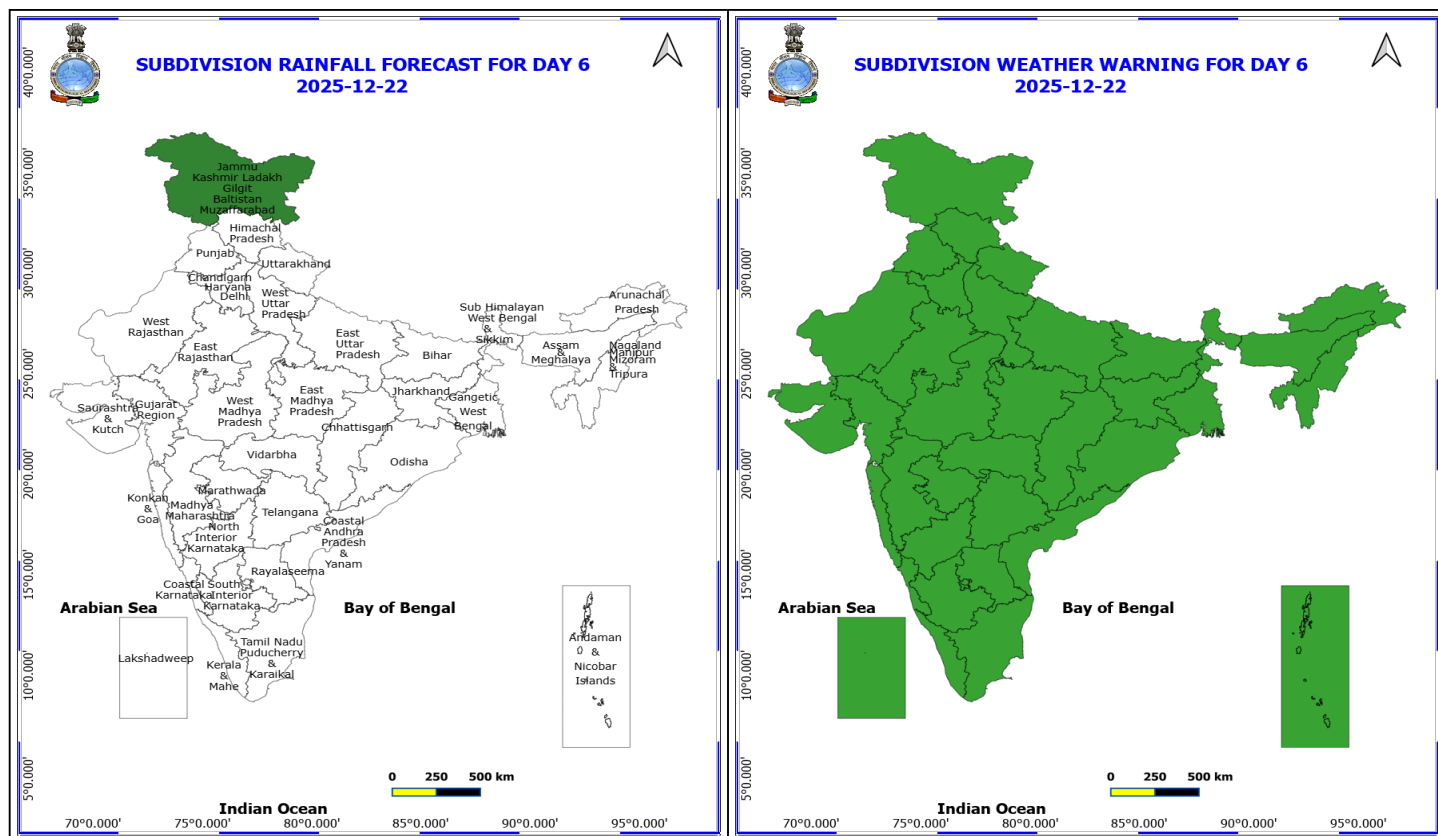 SUBDIVISION RAINFALL FORECAST FOR DAY 6
2025-12-22
40°0.000'
35°0.000'
30°0.000'
25°0.000'
20°0.000'
15°0.000'
10°0.000'
5°0.000'
Jammu
Kashmir Ladakh
Gilgit
Baltistan
Muzaffarabad
Himachal
Pradesh
Punjab
Uttarakhand
Chandigarh
Haryana
Delhi
West
Uttar
Pradesh
West
Rajasthan
East
Rajasthan
East
Uttar
Pradesh
Bihar
Sub Himalayan
West Bengal
&
Sikkim
Arunachal
Pradesh
Assam
&
Meghalaya
Nagaland
Manipur
Mizoram
&
Tripura
Saurashtra
&
Kutch
Gujarat
Region
West
Madhya
Pradesh
East
Madhya
Pradesh
Jharkhand
Gangetic
West
Bengal
Chhattisgarh
Vidarbha
Odisha
Konkan
&
Goa
Madhya
Maharashtra
Marathwada
Telangana
North
Interior
Karnataka
Coastal
Andhra
Pradesh
&
Yanam
Rayalaseema
Coastal
Karnataka
South
Interior
Karnataka
Arabian Sea
Bay of Bengal
Lakshadweep
Kerala
&
Mahe
Tamil Nadu
Puducherry
&
Karaikal
Andaman
&
Nicobar
Islands
0 250 500 km
Indian Ocean
70°0.000' 75°0.000' 80°0.000' 85°0.000' 90°0.000' 95°0.000'
SUBDIVISION WEATHER WARNING FOR DAY 6
2025-12-22
40°0.000'
35°0.000'
30°0.000'
25°0.000'
20°0.000'
15°0.000'
10°0.000'
5°0.000'
Arabian Sea
Bay of Bengal
0 250 500 km
Indian Ocean
70°0.000' 75°0.000' 80°0.000' 85°0.000' 90°0.000' 95°0.000'